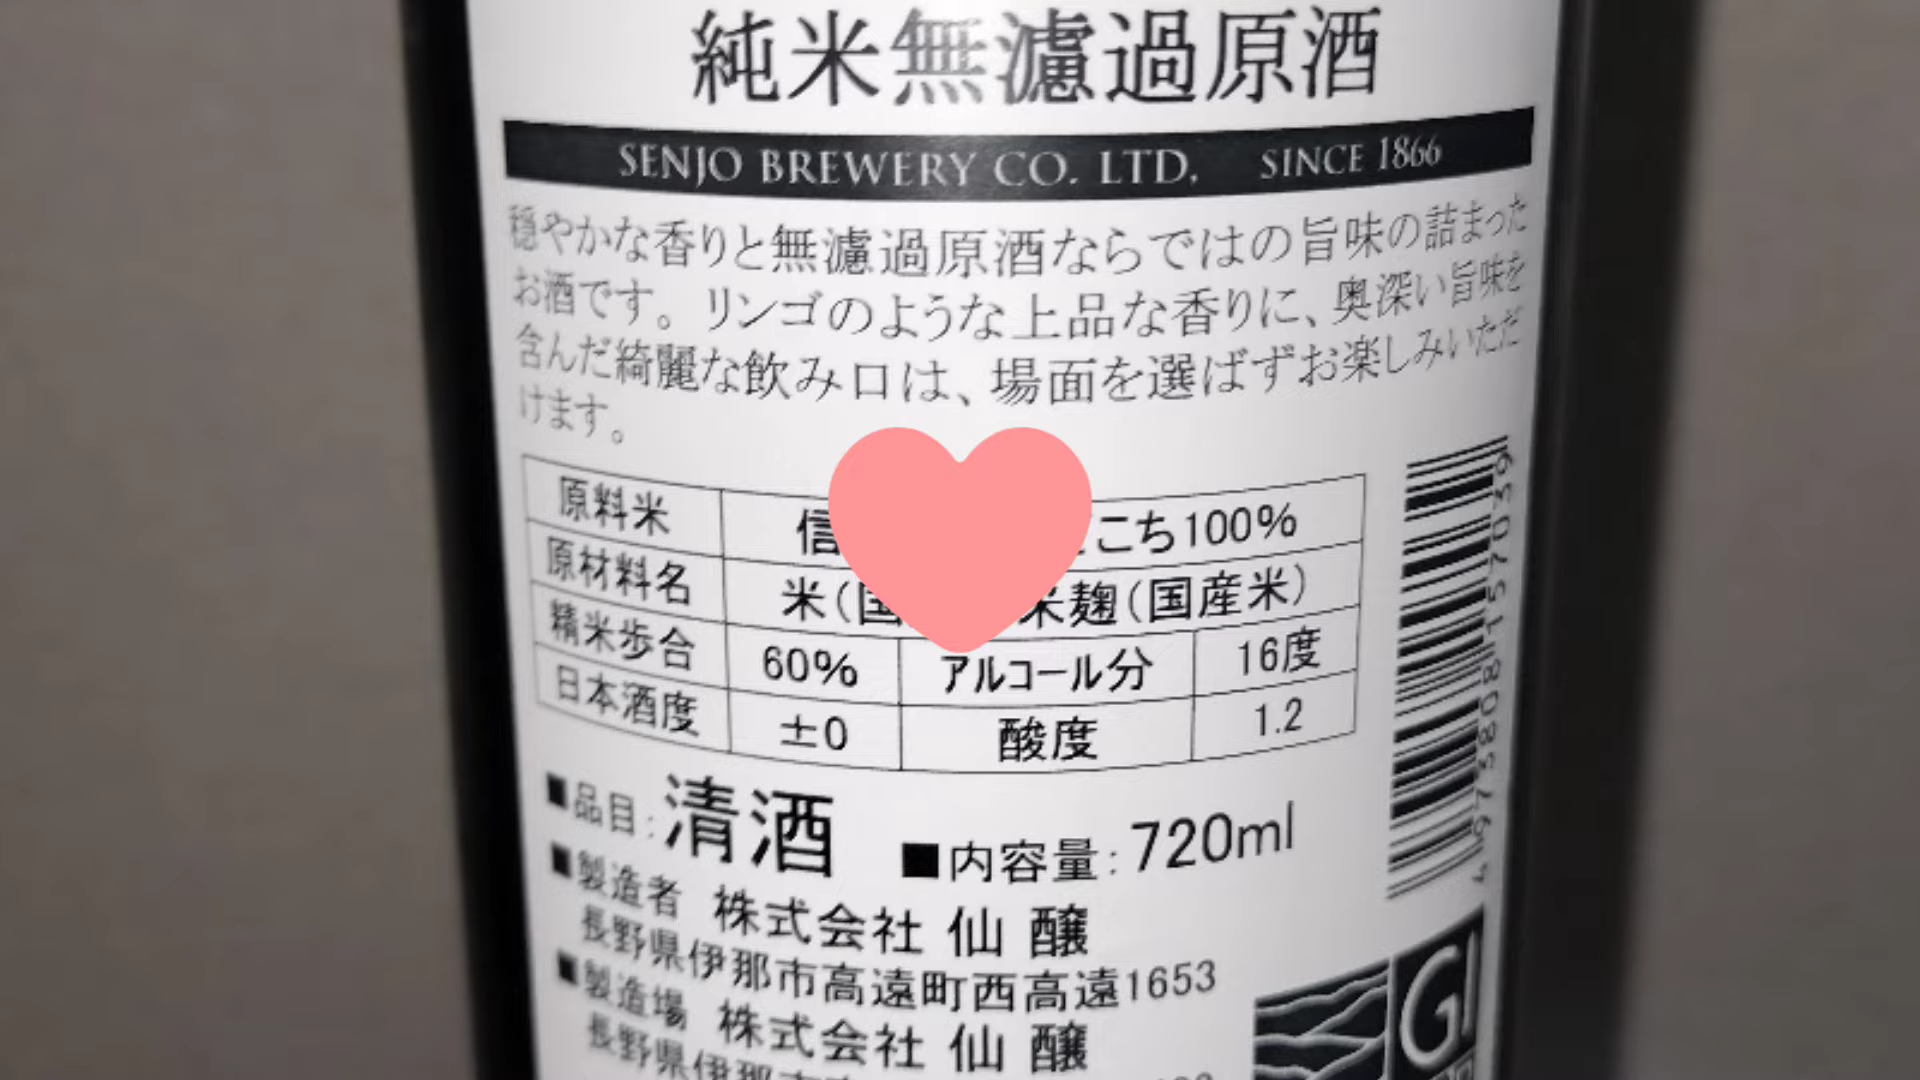 純米無濾過原酒
SENJO BREWERY CO. LTD, SINCE 1866
穏やかな香りと無濾過原酒ならではの旨味の詰まった
お酒です。リンゴのような上品な香りに、奥深い旨味を
含んだ綺麗な飲み口は、場面を選ばずお楽しみいただ
けます。
原料米 信 こち100%
原材料名 米(国 米麹(国産米)
精米歩合 60% アルコール分 16度
日本酒度 ±0 酸度 1.2
■品目:清酒 ■内容量:720ml
■製造者 株式会社 仙醸
長野県伊那市高遠町西高遠1653
■製造場 株式会社 仙醸
長野県伊那
GI